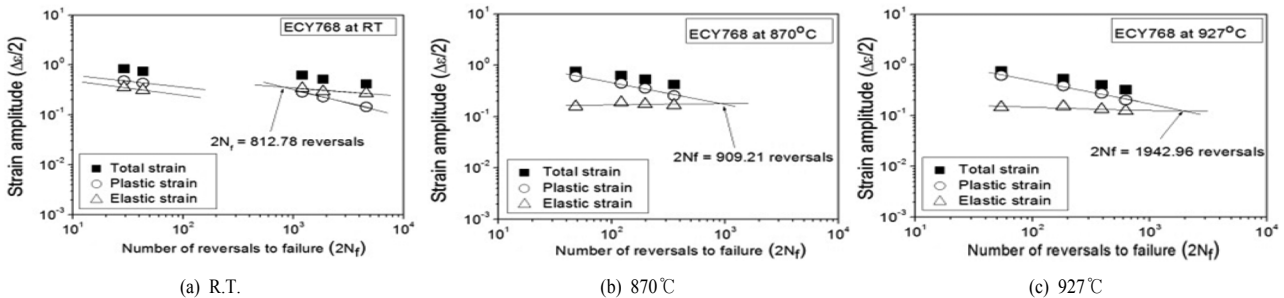 ECY768 at RT
Strain amplitude (Δε/2)
10¹
10⁰
10⁻¹
10⁻²
10⁻³
2Nf = 812.78 reversals
Total strain
Plastic strain
Elastic strain
10¹ 10² 10³ 10⁴
Number of reversals to failure (2Nf)
(a) R.T.
ECY768 at 870°C
Strain amplitude (Δε/2)
10¹
10⁰
10⁻¹
10⁻²
10⁻³
2Nf = 909.21 reversals
Total strain
Plastic strain
Elastic strain
10¹ 10² 10³ 10⁴
Number of reversals to failure (2Nf)
(b) 870℃
ECY768 at 927°C
Strain amplitude (Δε/2)
10¹
10⁰
10⁻¹
10⁻²
10⁻³
2Nf = 1942.96 reversals
Total strain
Plastic strain
Elastic strain
10¹ 10² 10³ 10⁴
Number of reversals to failure (2Nf)
(c) 927℃